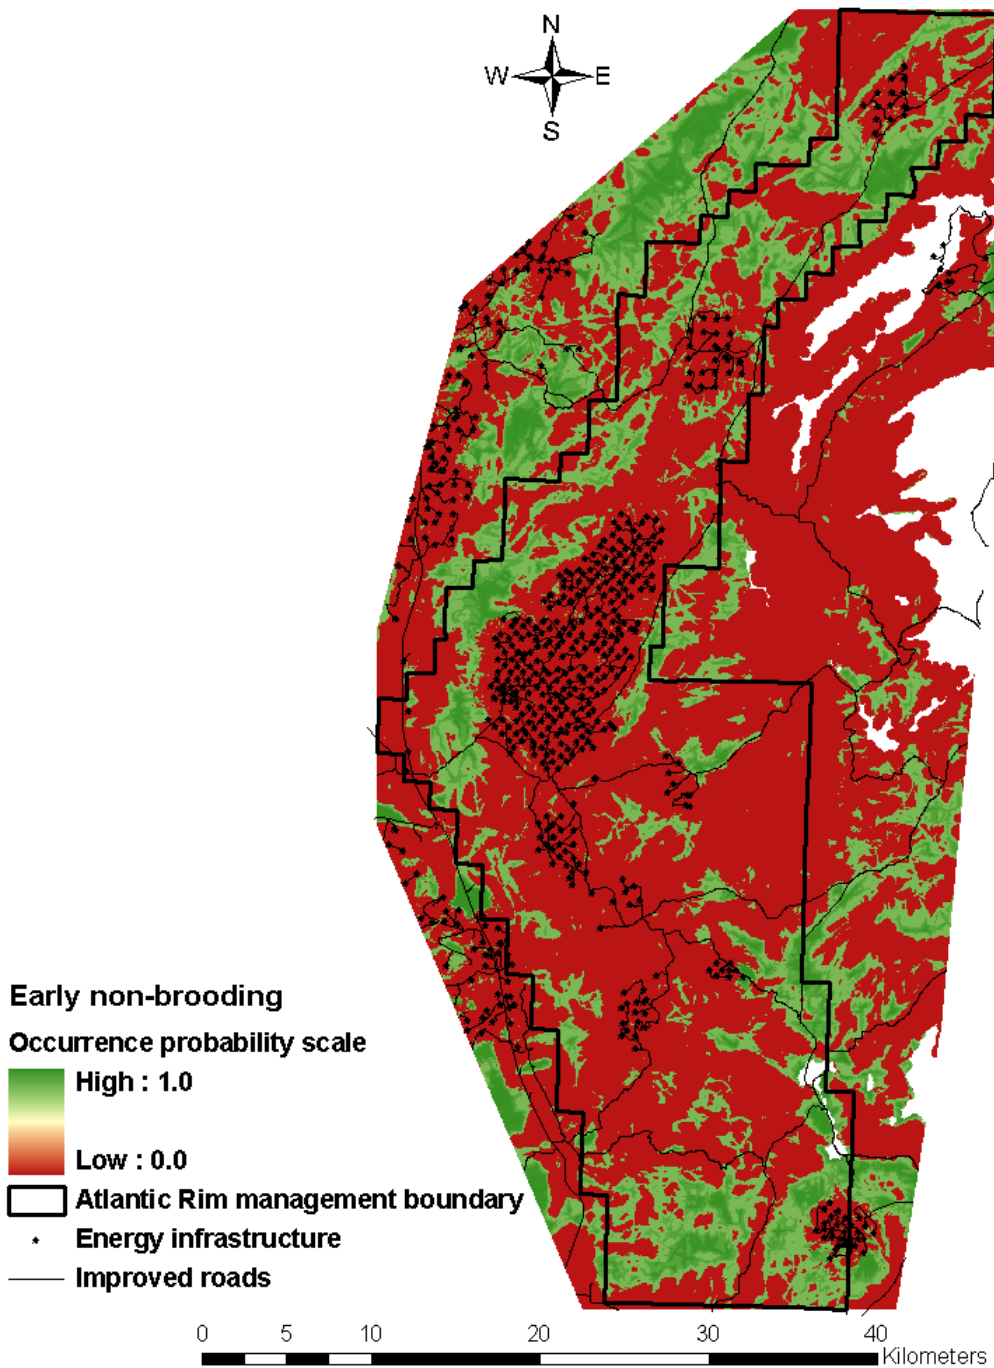 N
W E
S
Early non-brooding
Occurrence probability scale
High : 1.0
Low : 0.0
Atlantic Rim management boundary
Energy infrastructure
Improved roads
0 5 10 20 30 40
Kilometers